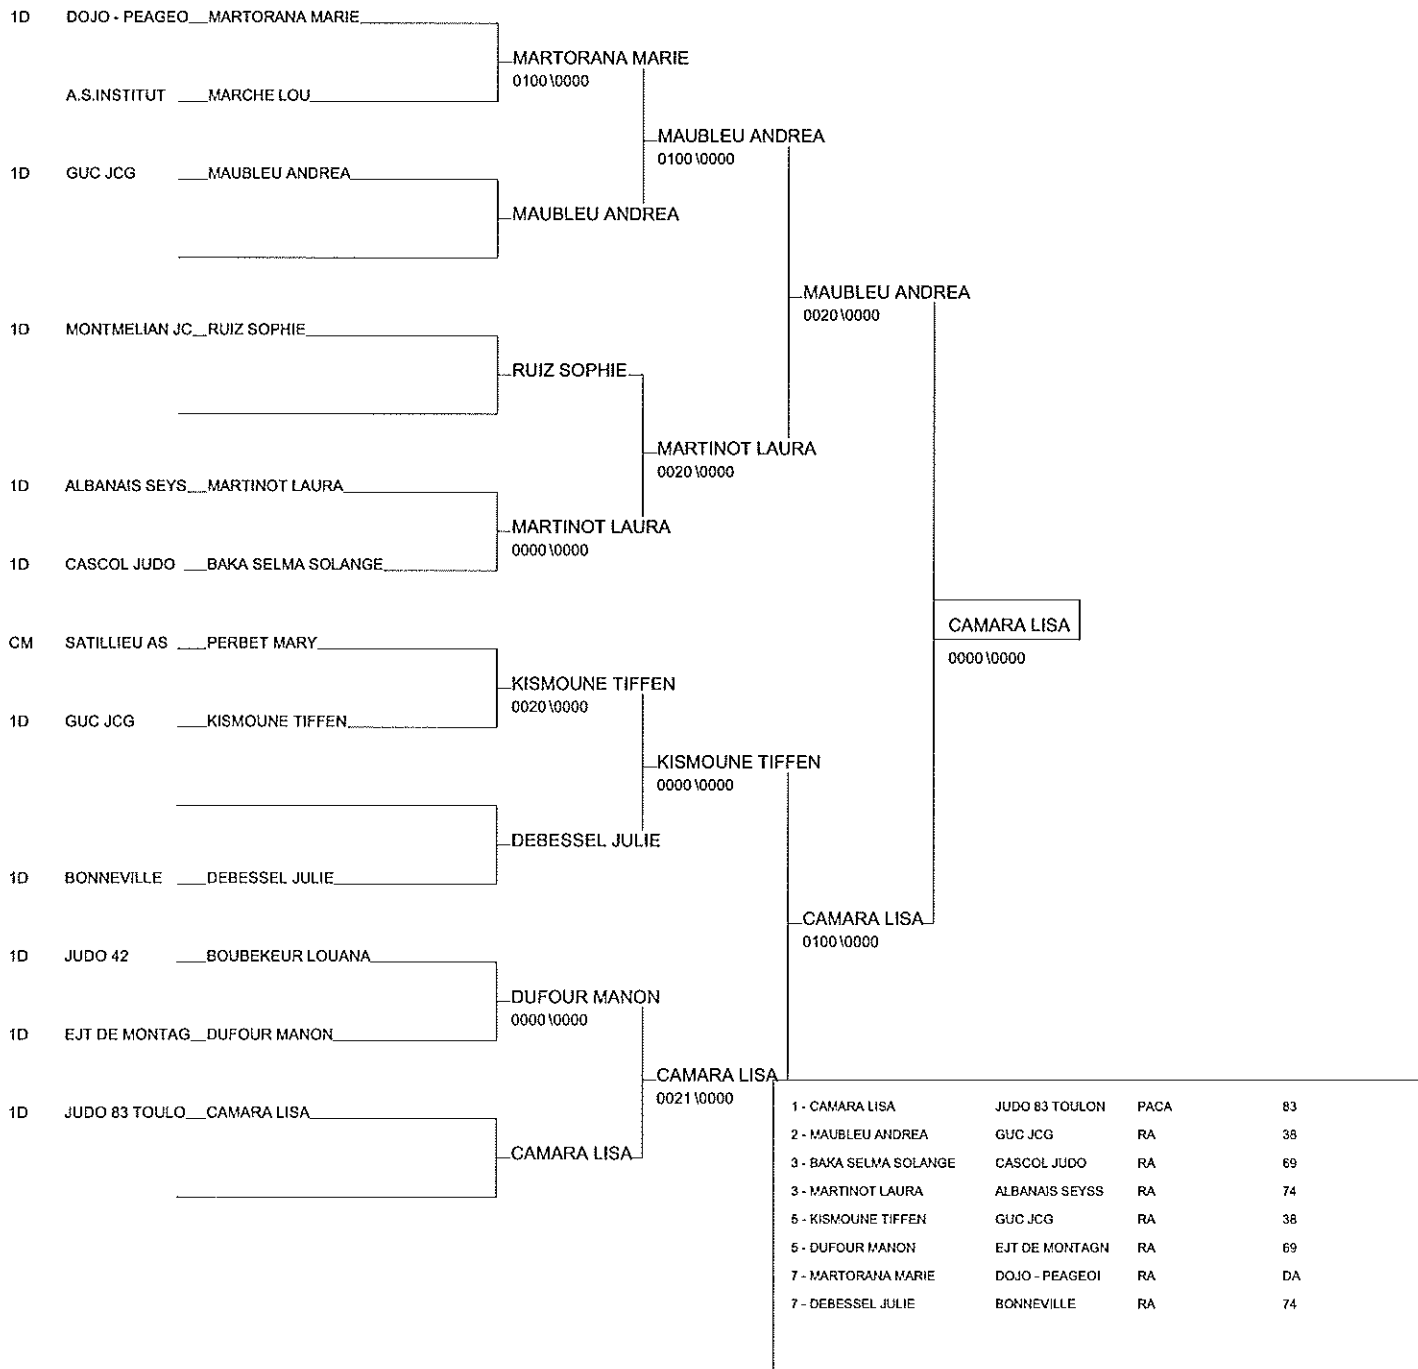 1D DOJO - PEAGEO MARTORANA MARIE
MARTORANA MARIE
0100\0000
A.S.INSTITUT MARCHE LOU
MAUBLEU ANDREA
0100\0000
1D GUC JCG MAUBLEU ANDREA
MAUBLEU ANDREA
MAUBLEU ANDREA
0020\0000
1D MONTMELIAN JC RUIZ SOPHIE
RUIZ SOPHIE
MARTINOT LAURA
0020\0000
1D ALBANAIS SEYS MARTINOT LAURA
MARTINOT LAURA
0000\0000
1D CASCOL JUDO BAKA SELMA SOLANGE
CAMARA LISA
0000\0000
CM SATILLIEU AS PERBET MARY
KISMOUNE TIFFEN
0020\0000
1D GUC JCG KISMOUNE TIFFEN
KISMOUNE TIFFEN
0000\0000
DEBESSEL JULIE
1D BONNEVILLE DEBESSEL JULIE
CAMARA LISA
0100\0000
1D JUDO 42 BOUBEKEUR LOUANA
DUFOUR MANON
0000\0000
1D EJT DE MONTAG DUFOUR MANON
CAMARA LISA
0021\0000
1D JUDO 83 TOULO CAMARA LISA
CAMARA LISA
1 - CAMARA LISA JUDO 83 TOULON PACA 83
2 - MAUBLEU ANDREA GUC JCG RA 38
3 - BAKA SELMA SOLANGE CASCOL JUDO RA 69
3 - MARTINOT LAURA ALBANAIS SEYSS RA 74
5 - KISMOUNE TIFFEN GUC JCG RA 38
5 - DUFOUR MANON EJT DE MONTAGN RA 69
7 - MARTORANA MARIE DOJO - PEAGEOI RA DA
7 - DEBESSEL JULIE BONNEVILLE RA 74